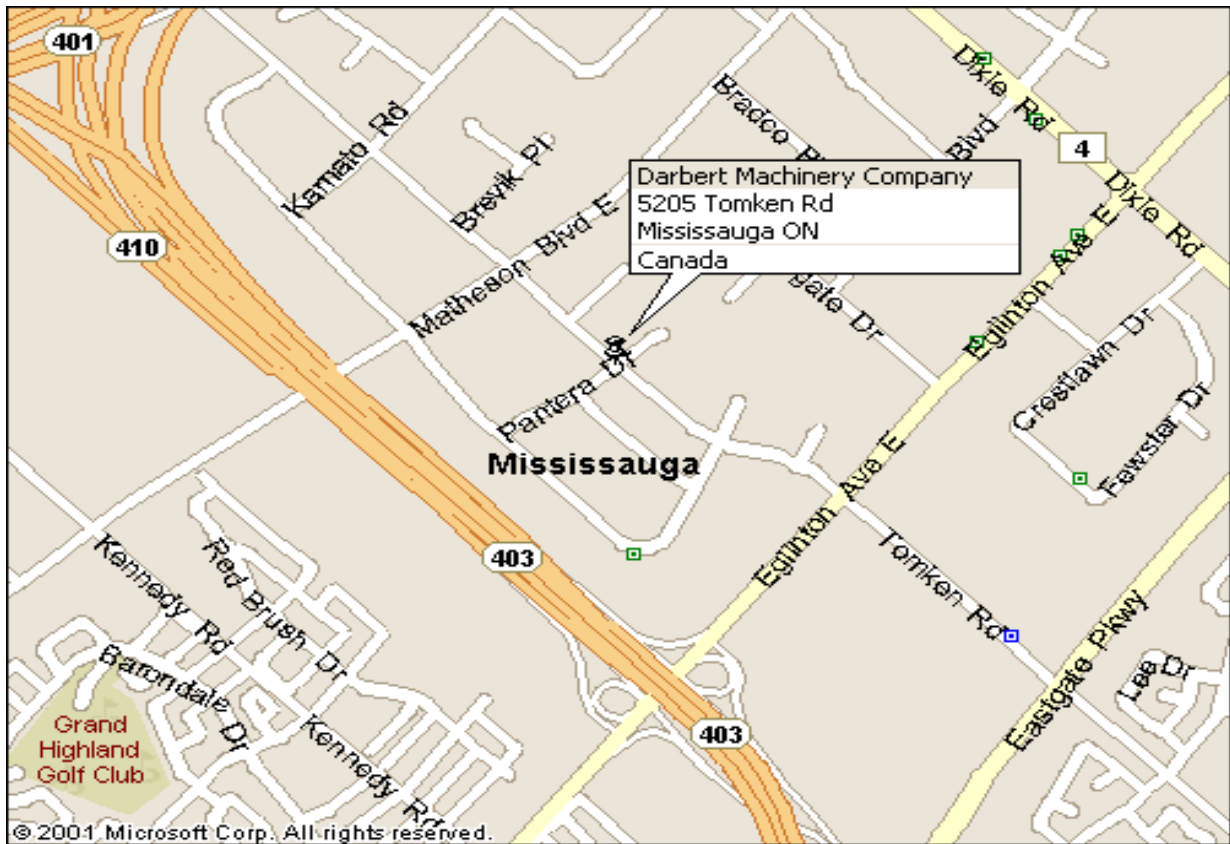 401
Dixie Rd
Kamato Rd
Bradco
Blvd
4
Brevik Pl
Darbert Machinery Company
5205 Tomken Rd
Mississauga ON
Canada
Dixie Rd
410
Matheson Blvd E
gate Dr
Eglinton Ave E
Pantera Dr
Crestlawn Dr
Fewster Dr
Mississauga
Eglinton Ave E
403
Tomken Rd
Kennedy Rd
Red Brush Dr
Eastgate Pkwy
Lee Dr
Barondale Dr
Grand
Highland
Golf Club
Kennedy Rd
403
© 2001 Microsoft Corp. All rights reserved.